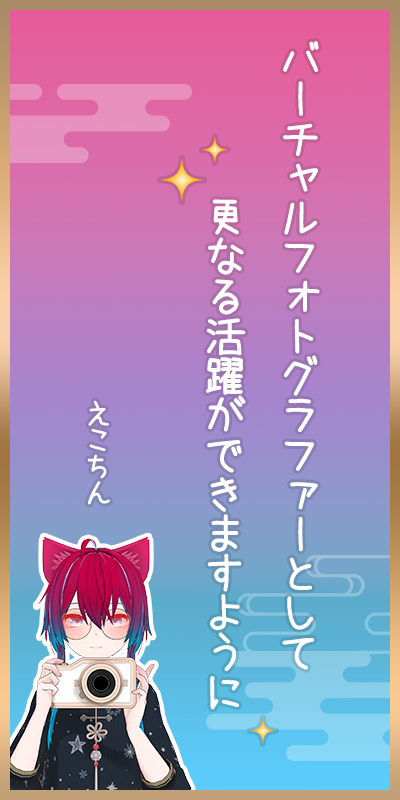 バーチャルフォトグラファーとして
更なる活躍ができますように
えこちん